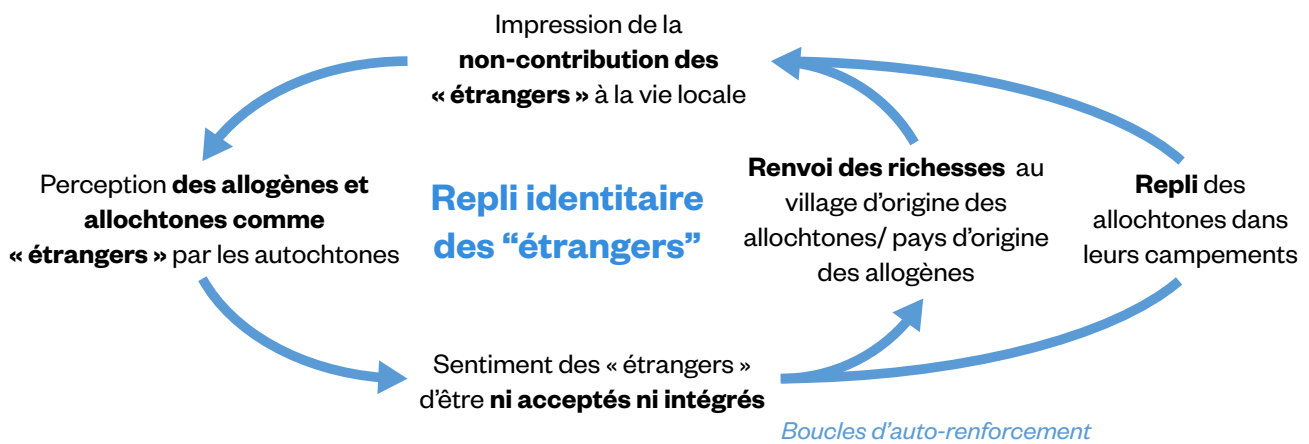 Impression de la
non-contribution des
« étrangers » à la vie locale
Perception des allogènes et
allochtones comme
« étrangers » par les autochtones
Repli identitaire
des “étrangers”
Renvoi des richesses au
village d’origine des
allochtones/ pays d’origine
des allogènes
Repli des
allochtones dans
leurs campements
Sentiment des « étrangers »
d’être ni acceptés ni intégrés
Boucles d’auto-renforcement